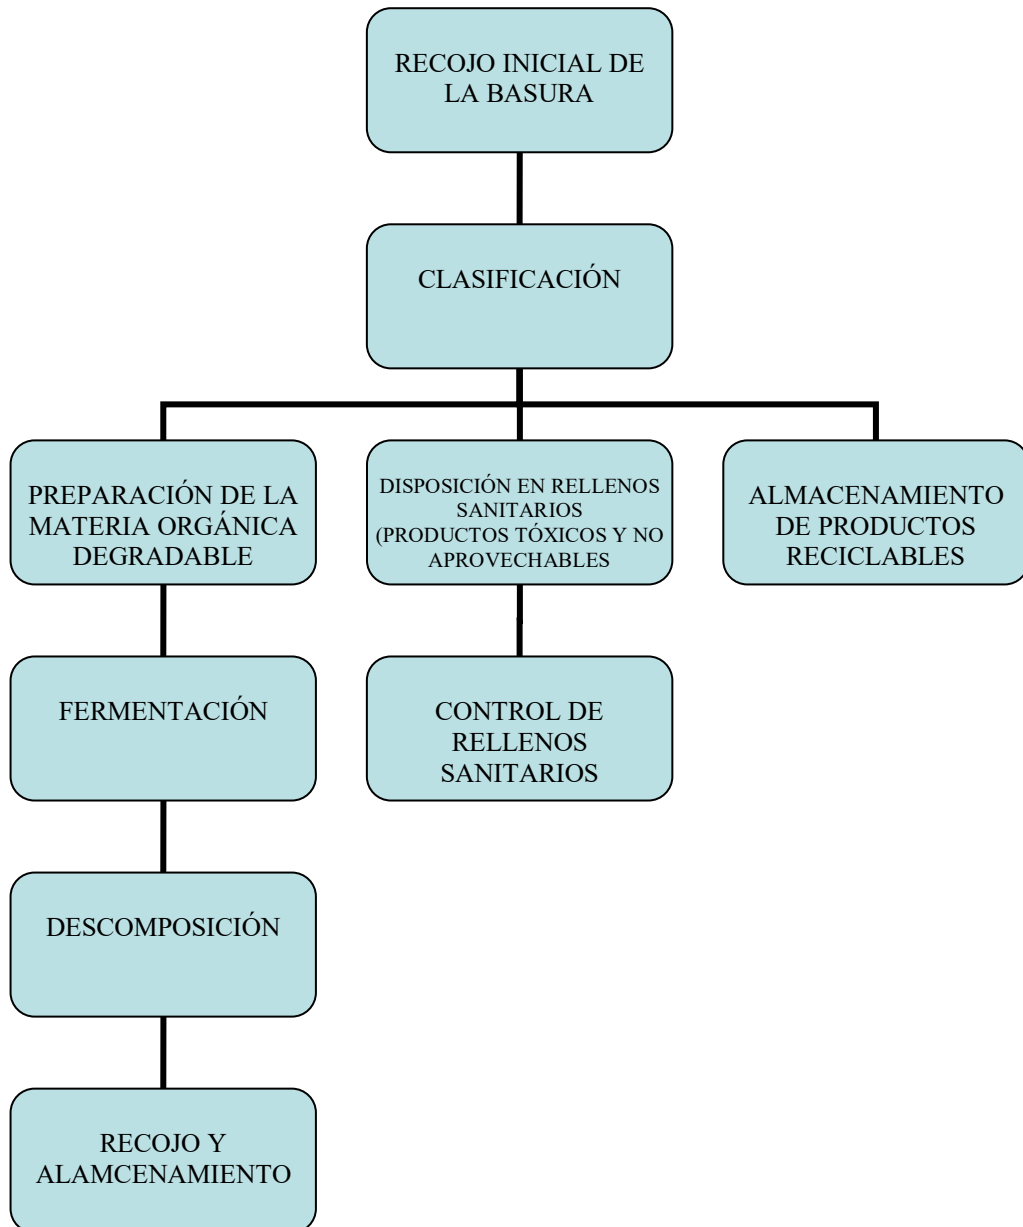 RECOJO INICIAL DE
LA BASURA
CLASIFICACIÓN
PREPARACIÓN DE LA
MATERIA ORGÁNICA
DEGRADABLE
DISPOSICIÓN EN RELLENOS
SANITARIOS
(PRODUCTOS TÓXICOS Y NO
APROVECHABLES
ALMACENAMIENTO
DE PRODUCTOS
RECICLABLES
FERMENTACIÓN
CONTROL DE
RELLENOS
SANITARIOS
DESCOMPOSICIÓN
RECOJO Y
ALAMCENAMIENTO